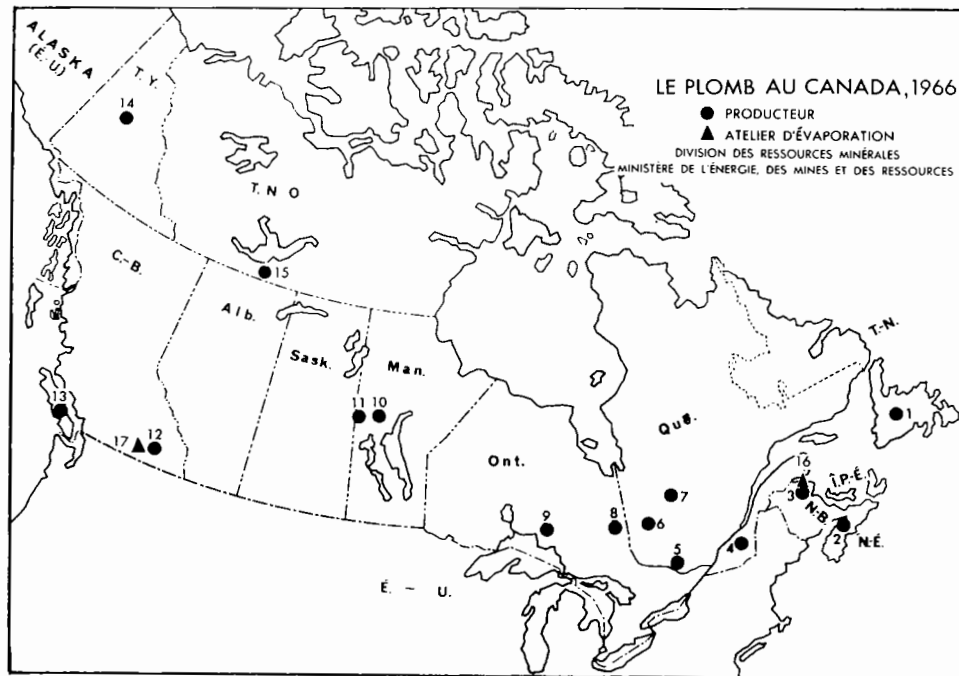 ALASKA
(É.-U.)
T. Y.
14
LE PLOMB AU CANADA, 1966
PRODUCTEUR
ATELIER D'ÉVAPORATION
DIVISION DES RESSOURCES MINÉRALES
MINISTÈRE DE L'ÉNERGIE, DES MINES ET DES RESSOURCES
T. N O
C.-B.
15
Alb.
T.-N.
Sask.
Man.
13
11 10
1
Qué.
17 12
Ont.
16
Î.P.-É.
7
3
N.-B.
9
8
6
2
N.-É.
4
5
É. - U.